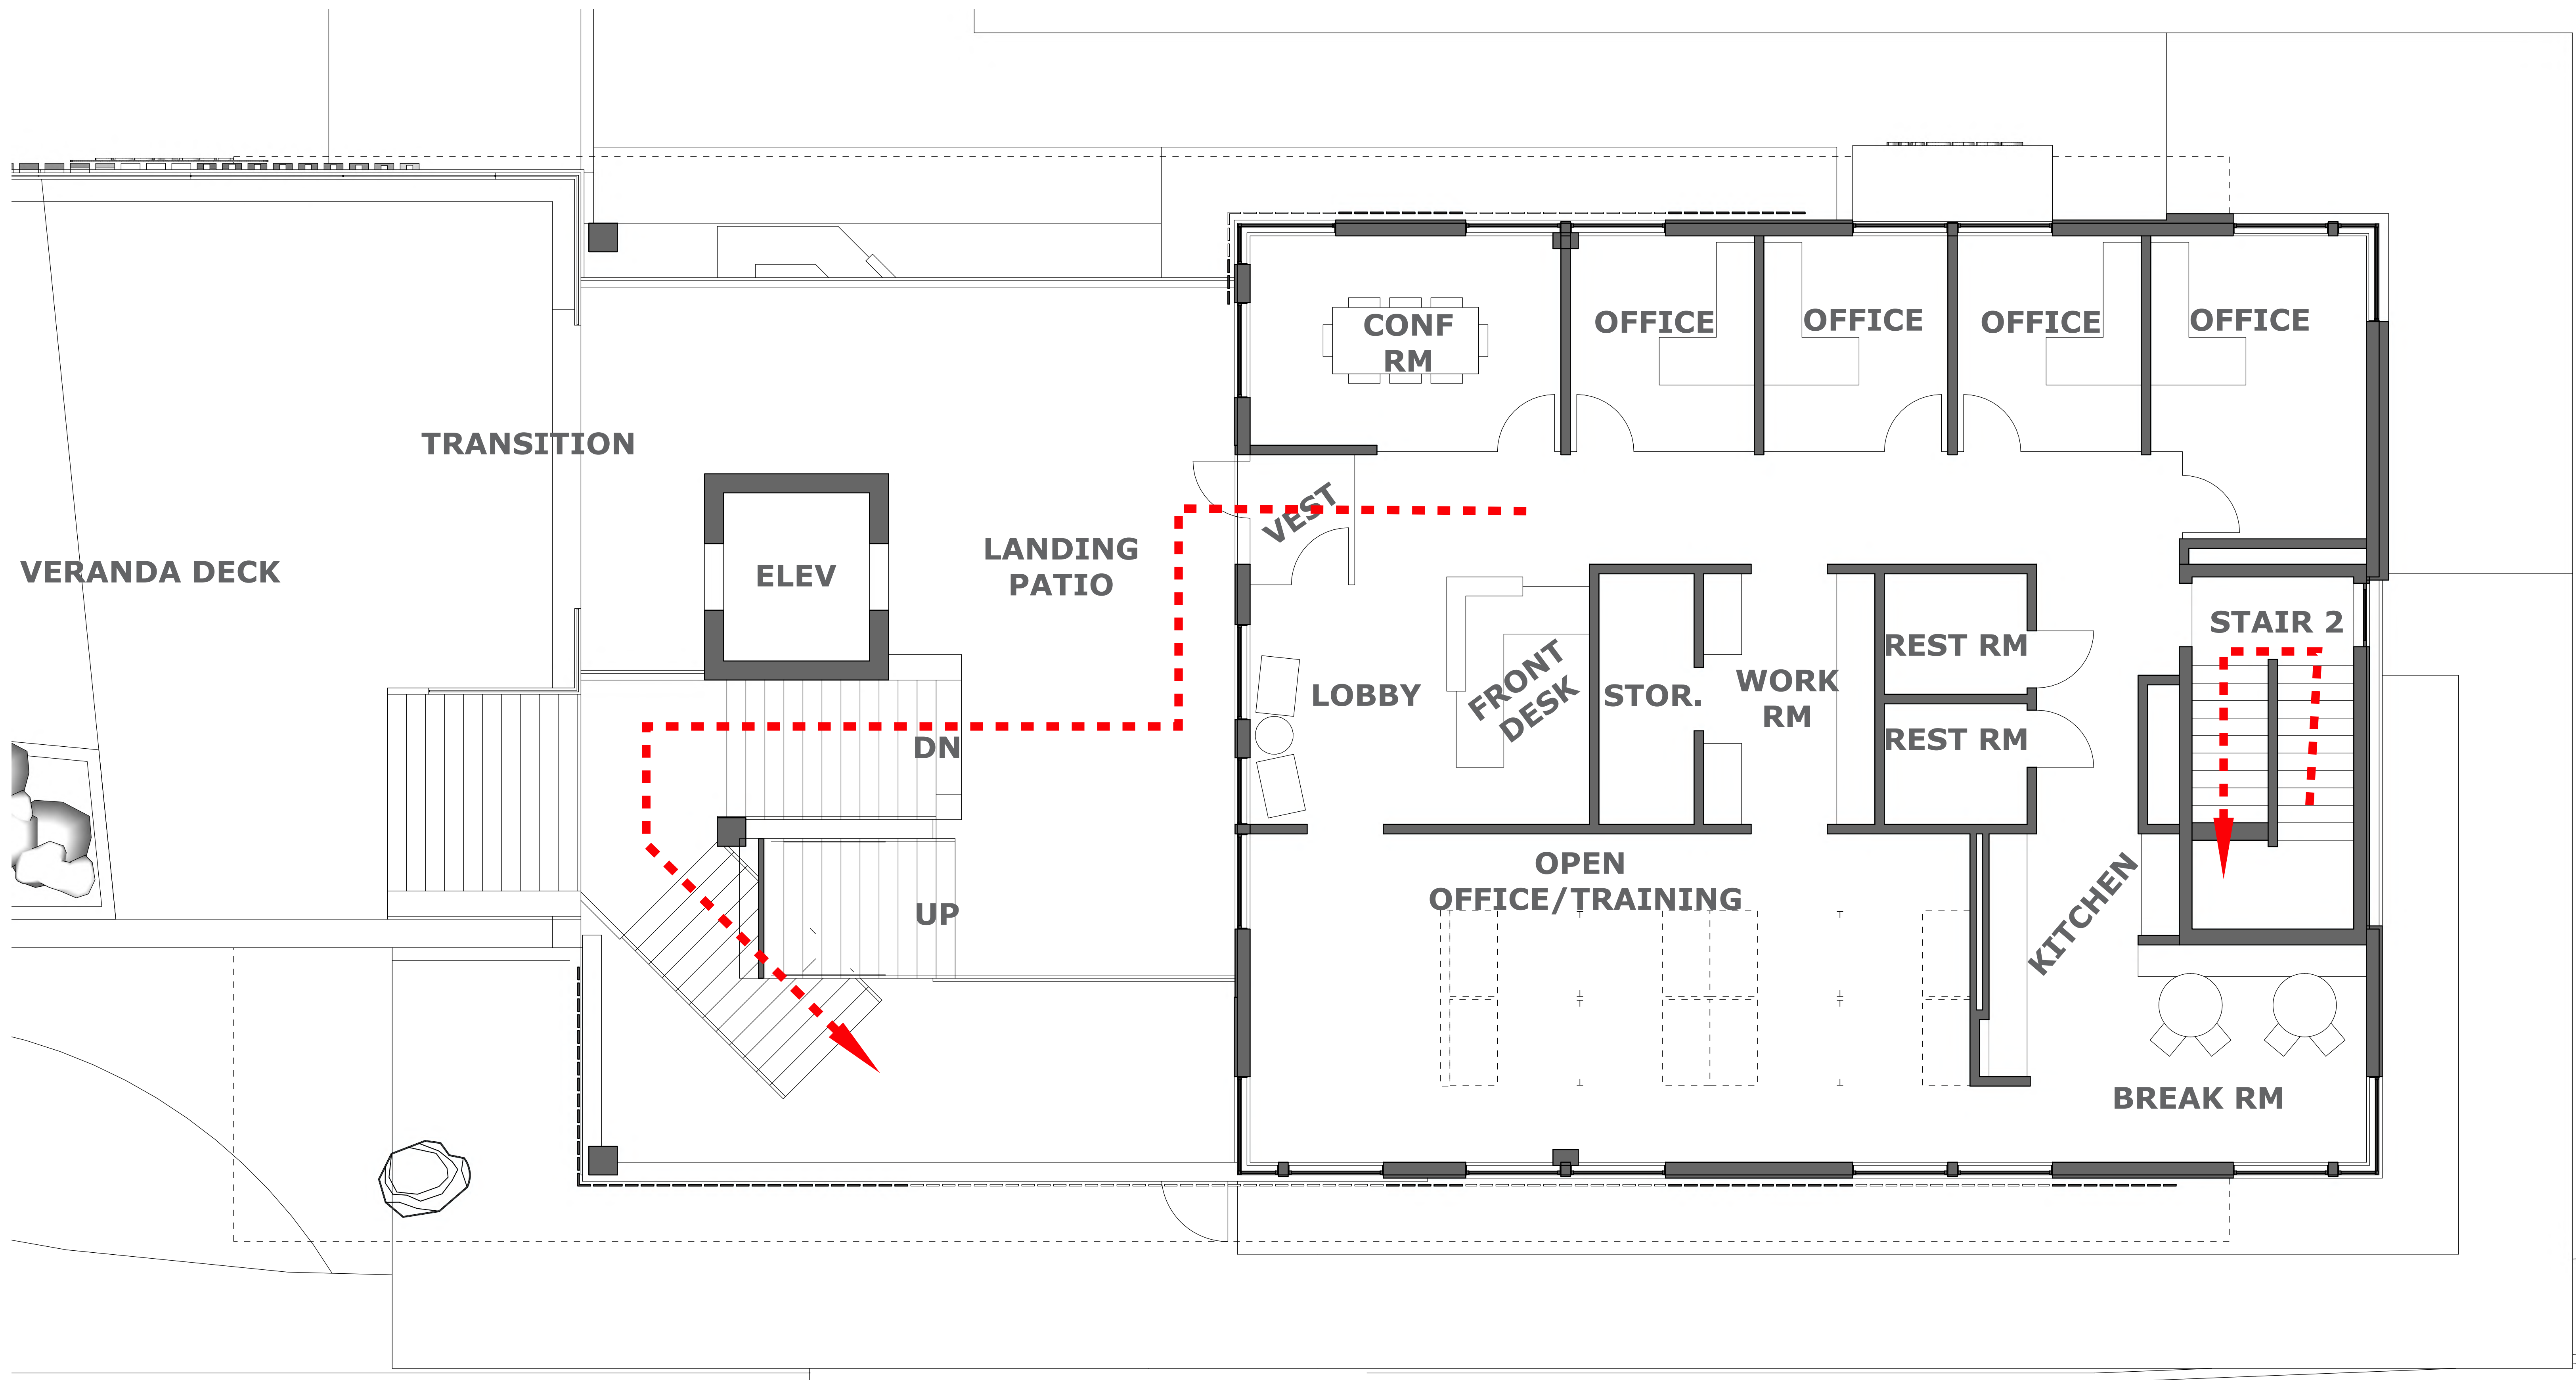 CONF
RM
OFFICE
OFFICE
OFFICE
OFFICE
TRANSITION
VEST
VERANDA DECK
ELEV
LANDING
PATIO
STAIR 2
LOBBY
FRONT
DESK
STOR.
WORK
RM
REST RM
REST RM
DN
UP
OPEN
OFFICE/TRAINING
KITCHEN
BREAK RM